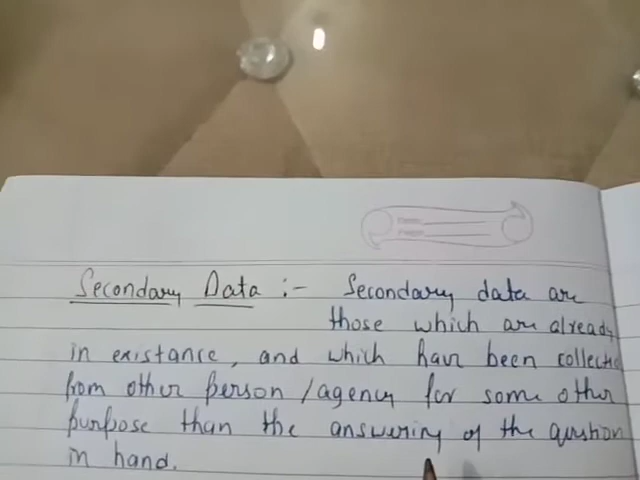 Secondary Data :- Secondary data are
those which are already
in existance, and which have been collected
from other person /agency for some other
purpose than the answering of the question
in hand.